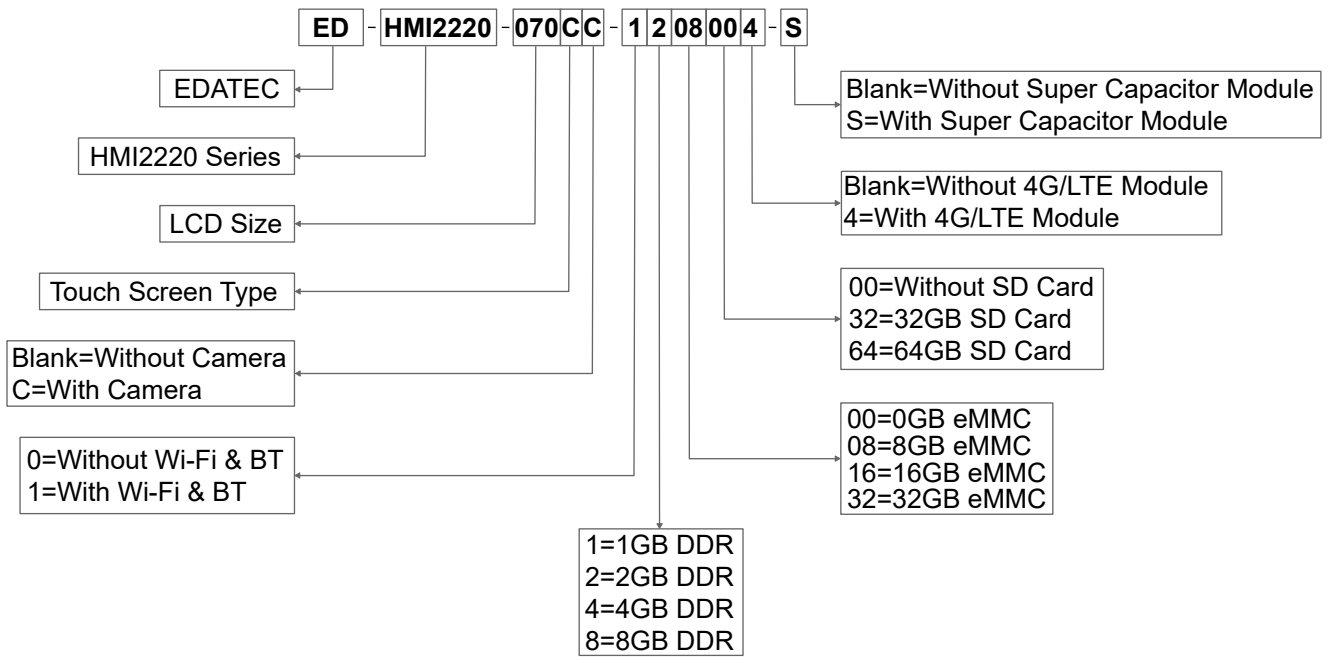 ED - HMI2220 - 070 C C - 1 2 08 00 4 - S
EDATEC
HMI2220 Series
LCD Size
Touch Screen Type
Blank=Without Camera
C=With Camera
0=Without Wi-Fi & BT
1=With Wi-Fi & BT
1=1GB DDR
2=2GB DDR
4=4GB DDR
8=8GB DDR
Blank=Without Super Capacitor Module
S=With Super Capacitor Module
Blank=Without 4G/LTE Module
4=With 4G/LTE Module
00=Without SD Card
32=32GB SD Card
64=64GB SD Card
00=0GB eMMC
08=8GB eMMC
16=16GB eMMC
32=32GB eMMC